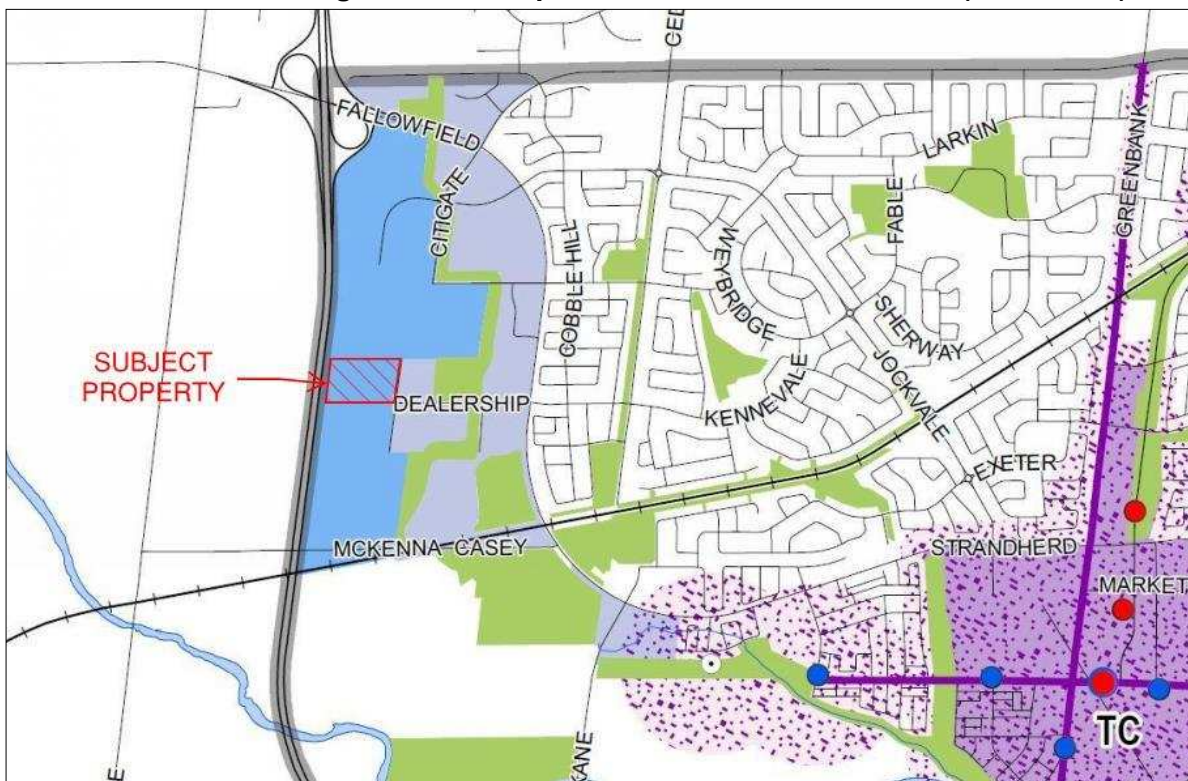 CED
FALLOWFIELD
LARKIN
GREENBANK
CITIGATE
FABLE
COBBLE HILL
WEYBRIDGE
SHERWAY
SUBJECT
PROPERTY
JOCKVALE
KENNEVALE
DEALERSHIP
EXETER
MCKENNA CASEY
STRANDHERD
MARKET
TC
KANE
E